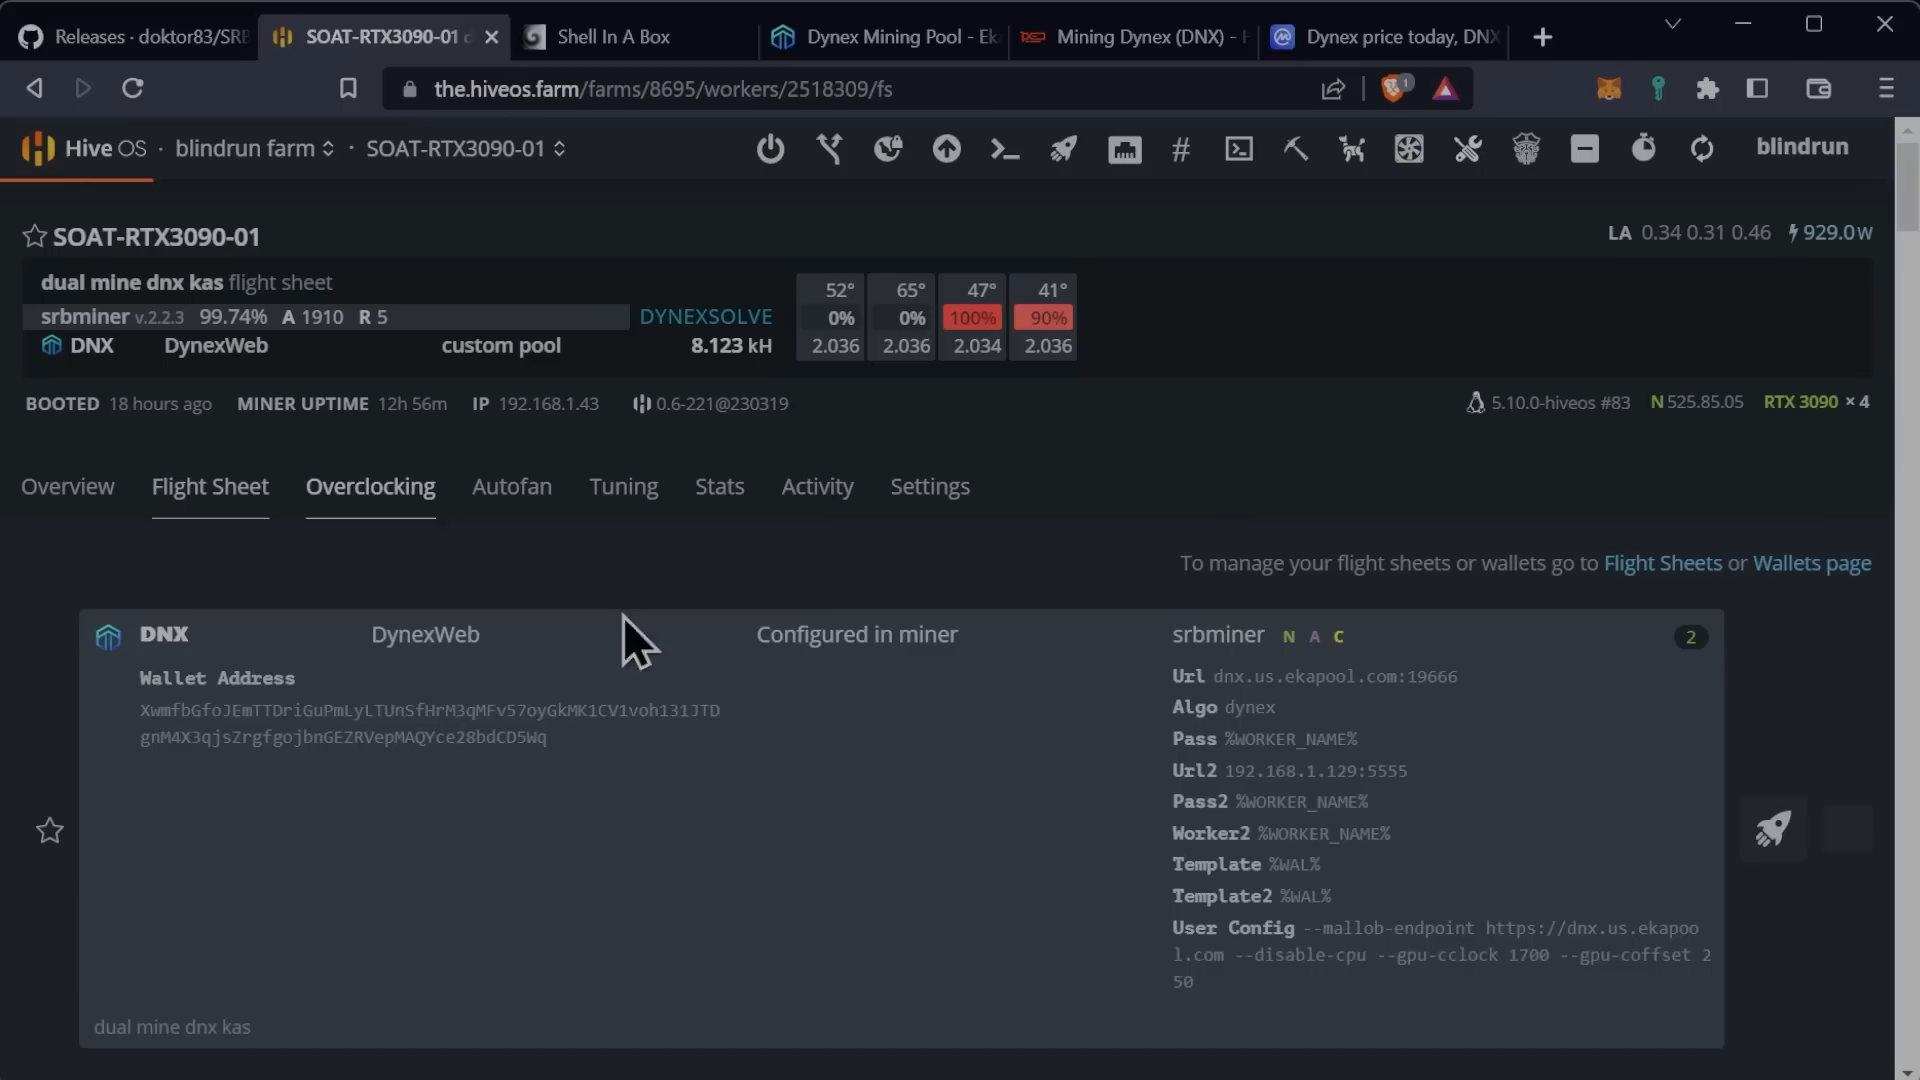 Releases · doktor83/SRB
SOAT-RTX3090-01
Shell In A Box
Dynex Mining Pool - Ek
Mining Dynex (DNX) -
Dynex price today, DNX
the.hiveos.farm/farms/8695/workers/2518309/fs
1
Hive OS · blindrun farm · SOAT-RTX3090-01
blindrun
SOAT-RTX3090-01
LA 0.34 0.31 0.46 929.0 W
dual mine dnx kas flight sheet
52° 65° 47° 41°
srbminer v.2.2.3 99.74% A 1910 R 5 DYNEXSOLVE 0% 0% 100% 90%
DNX DynexWeb custom pool 8.123 kH 2.036 2.036 2.034 2.036
BOOTED 18 hours ago MINER UPTIME 12h 56m IP 192.168.1.43 0.6-221@230319
5.10.0-hiveos #83 N 525.85.05 RTX 3090 × 4
Overview Flight Sheet Overclocking Autofan Tuning Stats Activity Settings
To manage your flight sheets or wallets go to Flight Sheets or Wallets page
DNX DynexWeb Configured in miner srbminer N A C 2
Wallet Address
XwmfbGfoJEmTTDriGuPmLyLTUnSfHrM3qMFv57oyGkMK1CV1voh131JTD
gnM4X3qjsZrgfgojbnGEZRVepMAQYce28bdCD5Wq
Url dnx.us.ekapool.com:19666
Algo dynex
Pass %WORKER_NAME%
Url2 192.168.1.129:5555
Pass2 %WORKER_NAME%
Worker2 %WORKER_NAME%
Template %WAL%
Template2 %WAL%
User Config --mallob-endpoint https://dnx.us.ekapoo
l.com --disable-cpu --gpu-cclock 1700 --gpu-coffset 2
50
dual mine dnx kas